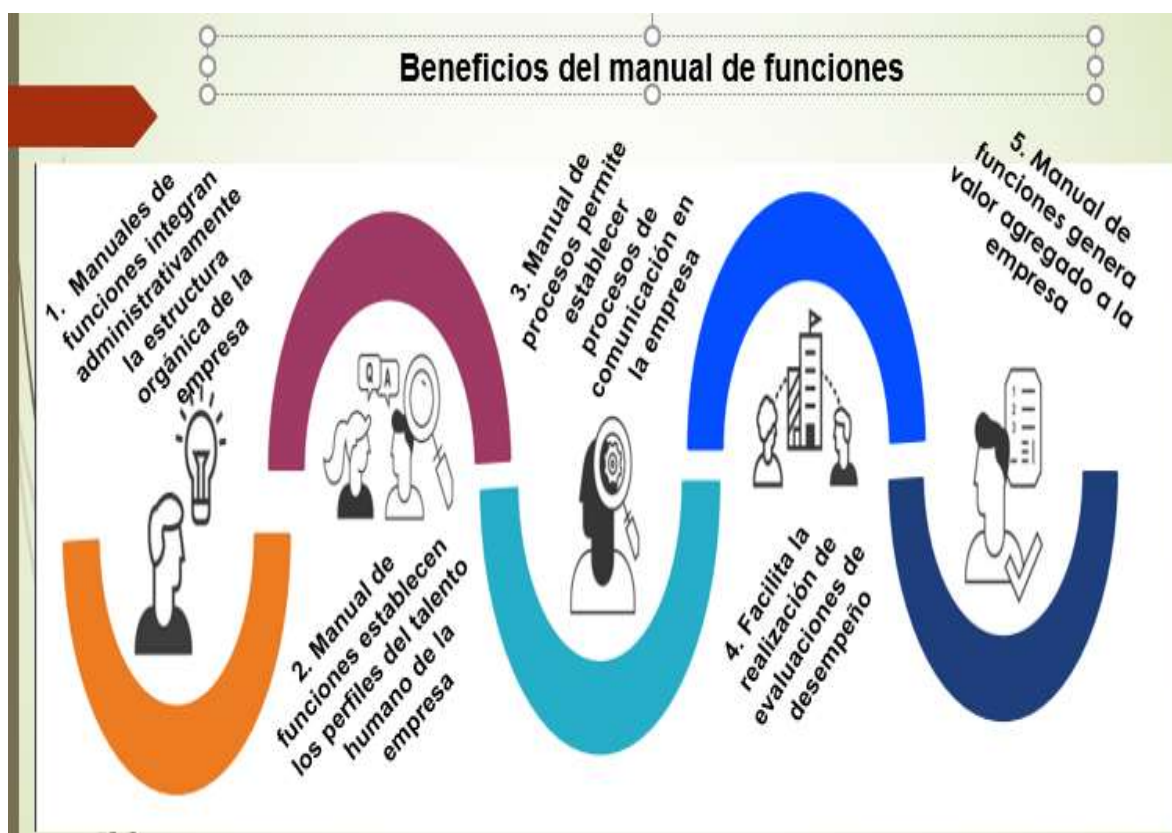 Beneficios del manual de funciones
1. Manuales de
funciones integran
administrativamente
la estructura
orgánica de la
empresa
Q A
2. Manual de
funciones establecen
los perfiles del talento
humano de la
empresa
3. Manual de
procesos permite
establecer
procesos de
comunicación en
la empresa
4. Facilita la
realización de
evaluaciones de
desempeño
5. Manual de
funciones genera
valor agregado a la
empresa